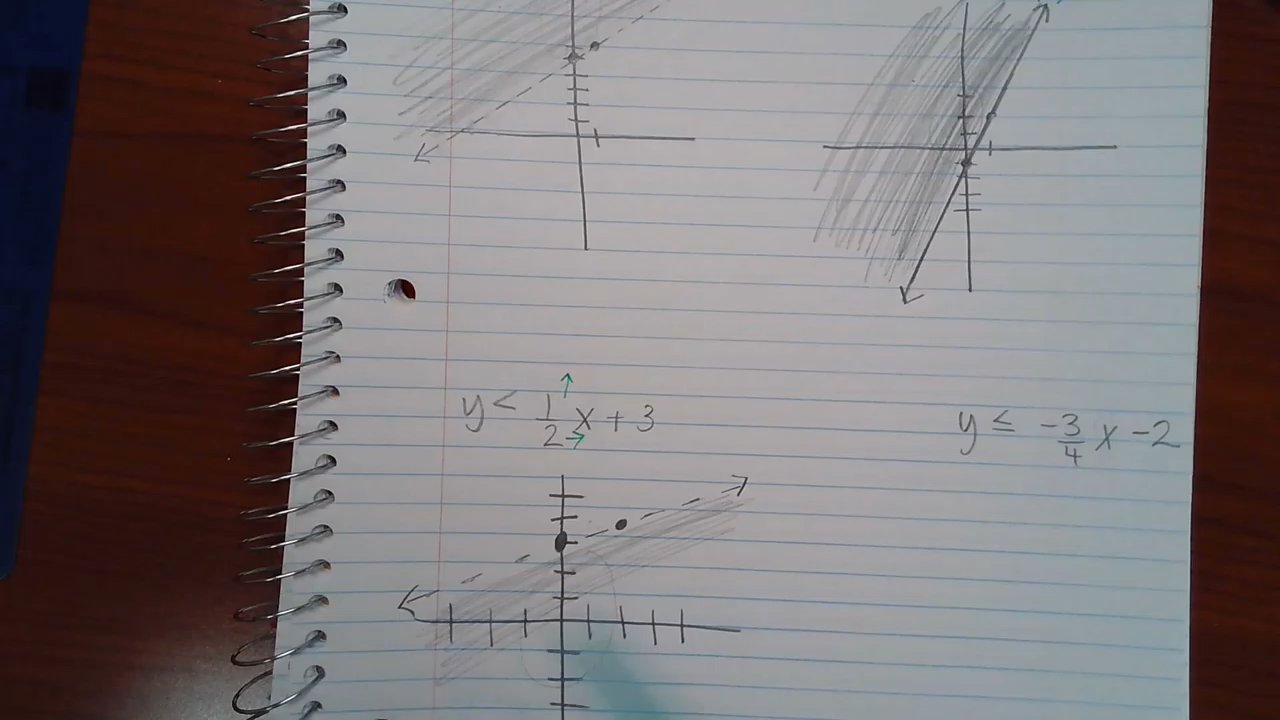 y < 1/2 x + 3
y ≤ -3/4 x - 2